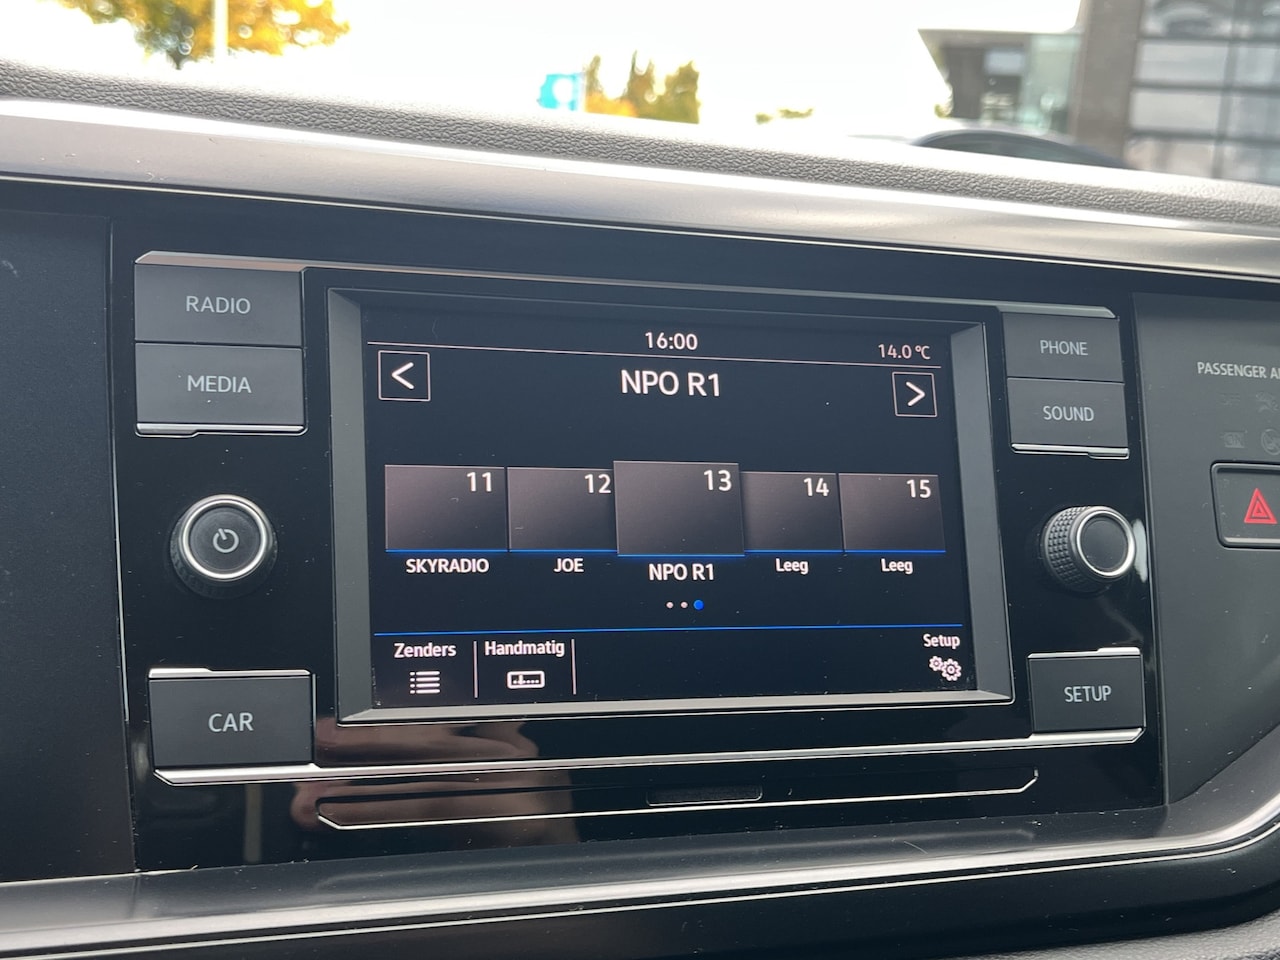 RADIO
MEDIA
CAR
16:00
14.0 °C
<
NPO R1
>
11
12
13
14
15
SKYRADIO
JOE
NPO R1
Leeg
Leeg
Zenders
Handmatig
Setup
PHONE
SOUND
SETUP
PASSENGER